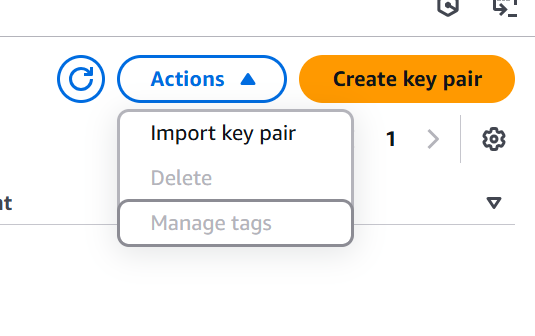 Actions
Create key pair
Import key pair
1
Delete
nt
Manage tags